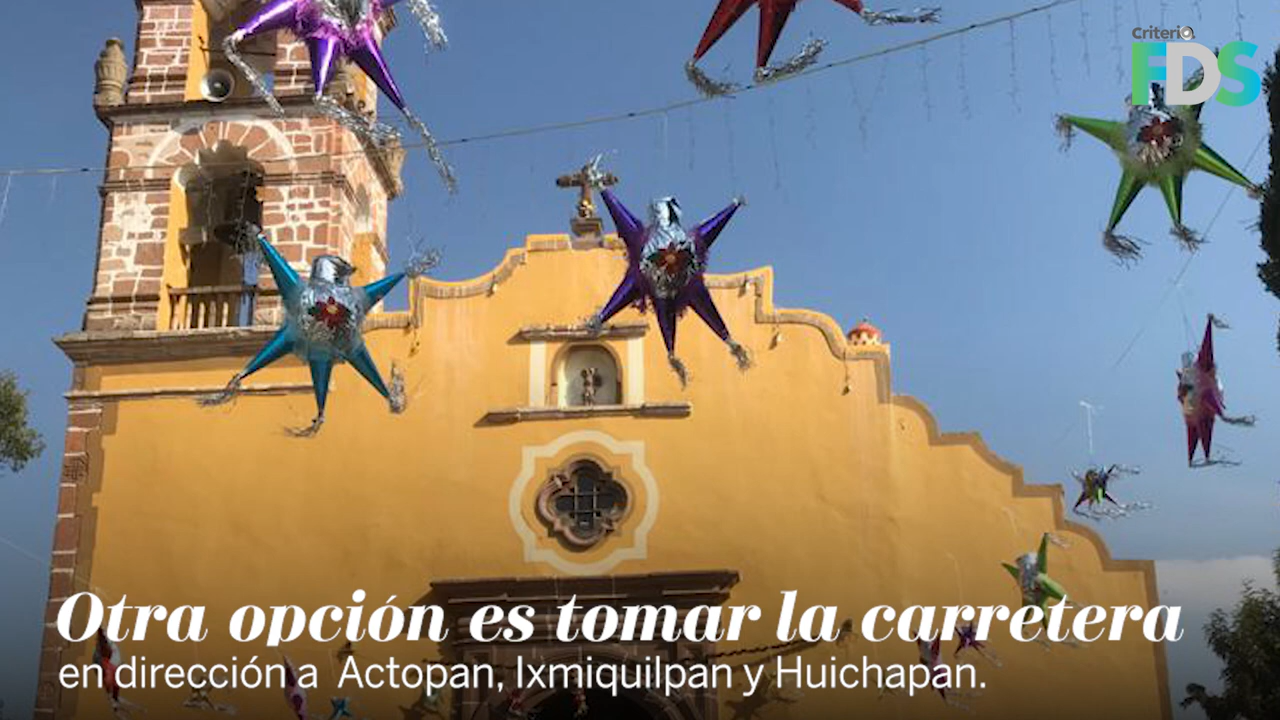 Criterio
FDS
Otra opción es tomar la carretera
en dirección a Actopan, Ixmiquilpan y Huichapan.